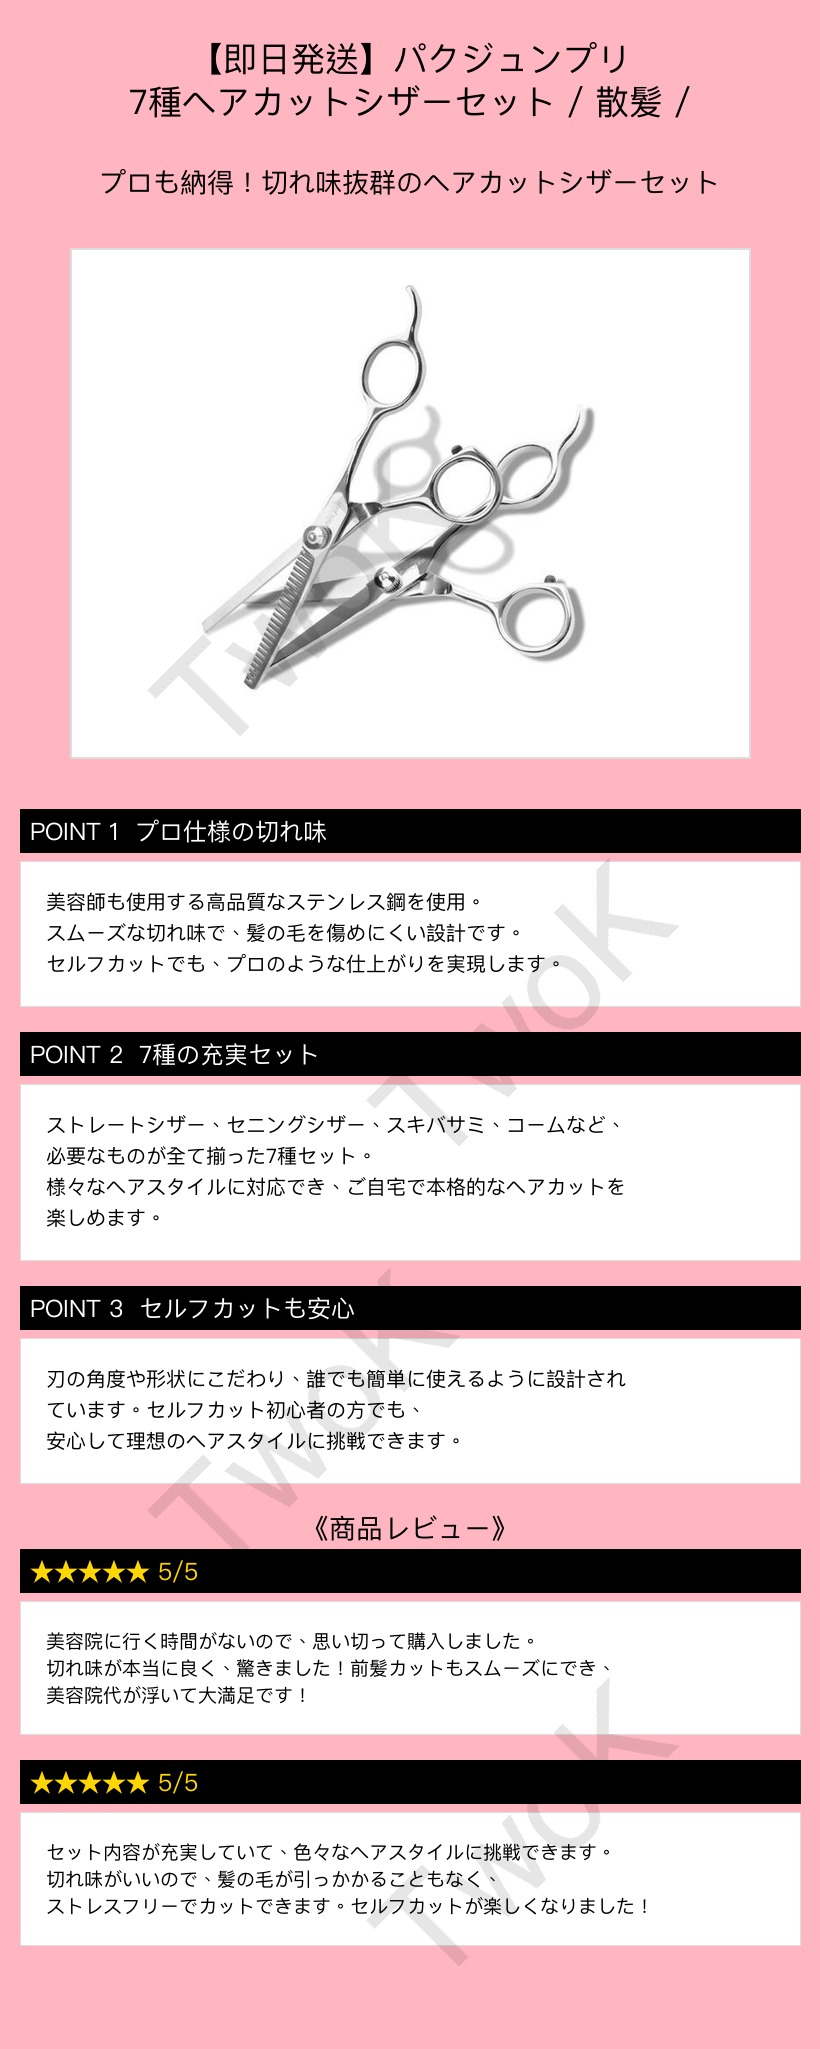 【即日発送】パクジュンプリ
7種ヘアカットシザーセット / 散髪 /
プロも納得！切れ味抜群のヘアカットシザーセット
TwoK
POINT 1 プロ仕様の切れ味
美容師も使用する高品質なステンレス鋼を使用。
スムーズな切れ味で、髪の毛を傷めにくい設計です。
セルフカットでも、プロのような仕上がりを実現します。
TwoK
POINT 2 7種の充実セット
ストレートシザー、セニングシザー、スキバサミ、コームなど、
必要なものが全て揃った7種セット。
様々なヘアスタイルに対応でき、ご自宅で本格的なヘアカットを
楽しめます。
POINT 3 セルフカットも安心
刃の角度や形状にこだわり、誰でも簡単に使えるように設計され
ています。セルフカット初心者の方でも、
安心して理想のヘアスタイルに挑戦できます。
TwoK
《商品レビュー》
★★★★★ 5/5
美容院に行く時間がないので、思い切って購入しました。
切れ味が本当に良く、驚きました！前髪カットもスムーズにでき、
美容院代が浮いて大満足です！
★★★★★ 5/5
セット内容が充実していて、色々なヘアスタイルに挑戦できます。
切れ味がいいので、髪の毛が引っかかることもなく、
ストレスフリーでカットできます。セルフカットが楽しくなりました！
TwoK